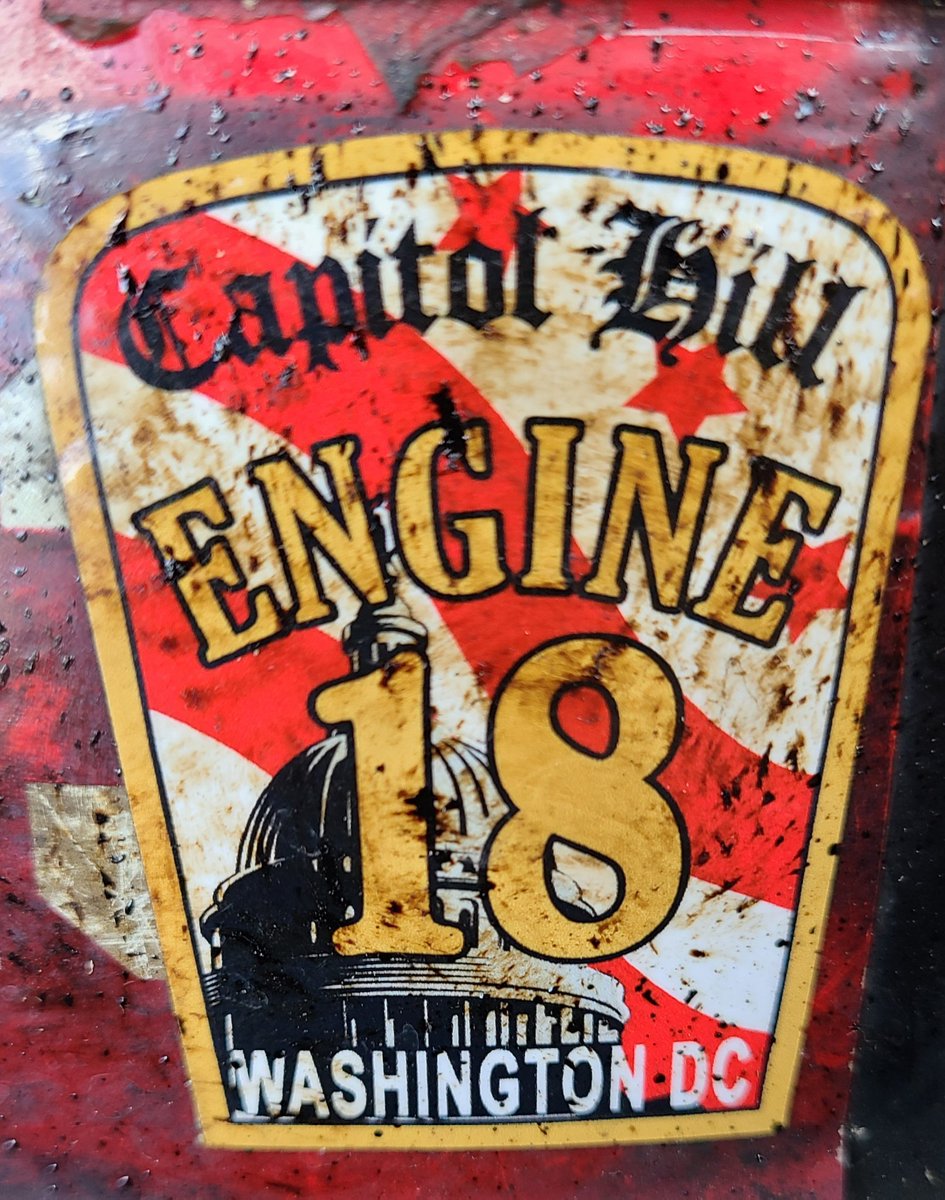 Capitol Hill
ENGINE
18
WASHINGTON DC